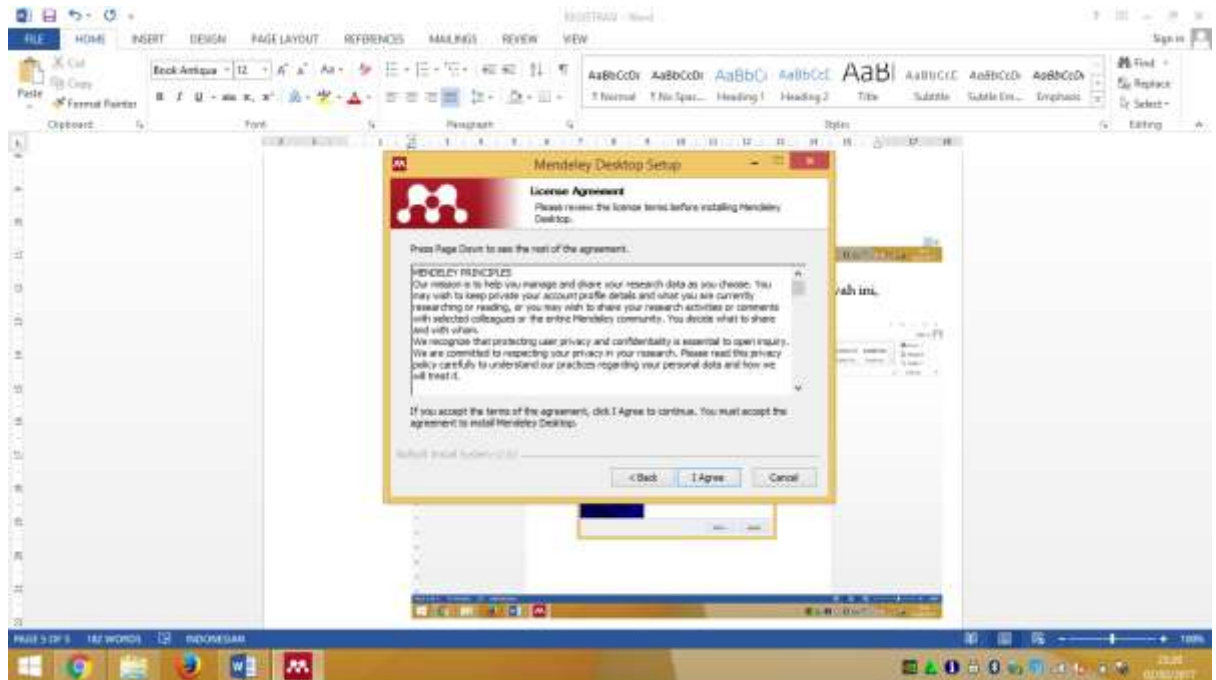 REGISTRASI - Word
FILE HOME INSERT DESIGN PAGE LAYOUT REFERENCES MAILINGS REVIEW VIEW Sign in
Cut
Copy
Paste
Format Painter
Clipboard
Book Antiqua 12
Font
Paragraph
AaBbCcDc AaBbCcDc AaBbCc AaBbCcE AaBl AaBbCcC AaBbCcDc AaBbCcDc
¶ Normal ¶ No Spac... Heading 1 Heading 2 Title Subtitle Subtle Em... Emphasis
Styles
Find
Replace
Select
Editing
Mendeley Desktop Setup
License Agreement
Please review the license terms before installing Mendeley
Desktop.
Press Page Down to see the rest of the agreement.
MENDELEY PRINCIPLES
Our mission is to help you manage and share your research data as you choose. You
may wish to keep private your account profile details and what you are currently
researching or reading, or you may wish to share your research activities or comments
with selected colleagues or the entire Mendeley community. You decide what to share
and with whom.
We recognize that protecting user privacy and confidentiality is essential to open inquiry.
We are committed to respecting your privacy in your research. Please read this privacy
policy carefully to understand our practices regarding your personal data and how we
will treat it.
If you accept the terms of the agreement, click I Agree to continue. You must accept the
agreement to install Mendeley Desktop.
< Back I Agree Cancel
ah ini,
PAGE 5 OF 5 182 WORDS INDONESIAN 100%